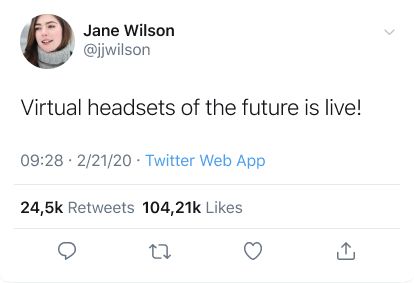 Jane Wilson
@jjwilson
Virtual headsets of the future is live!
09:28 · 2/21/20 · Twitter Web App
24,5k Retweets 104,21k Likes